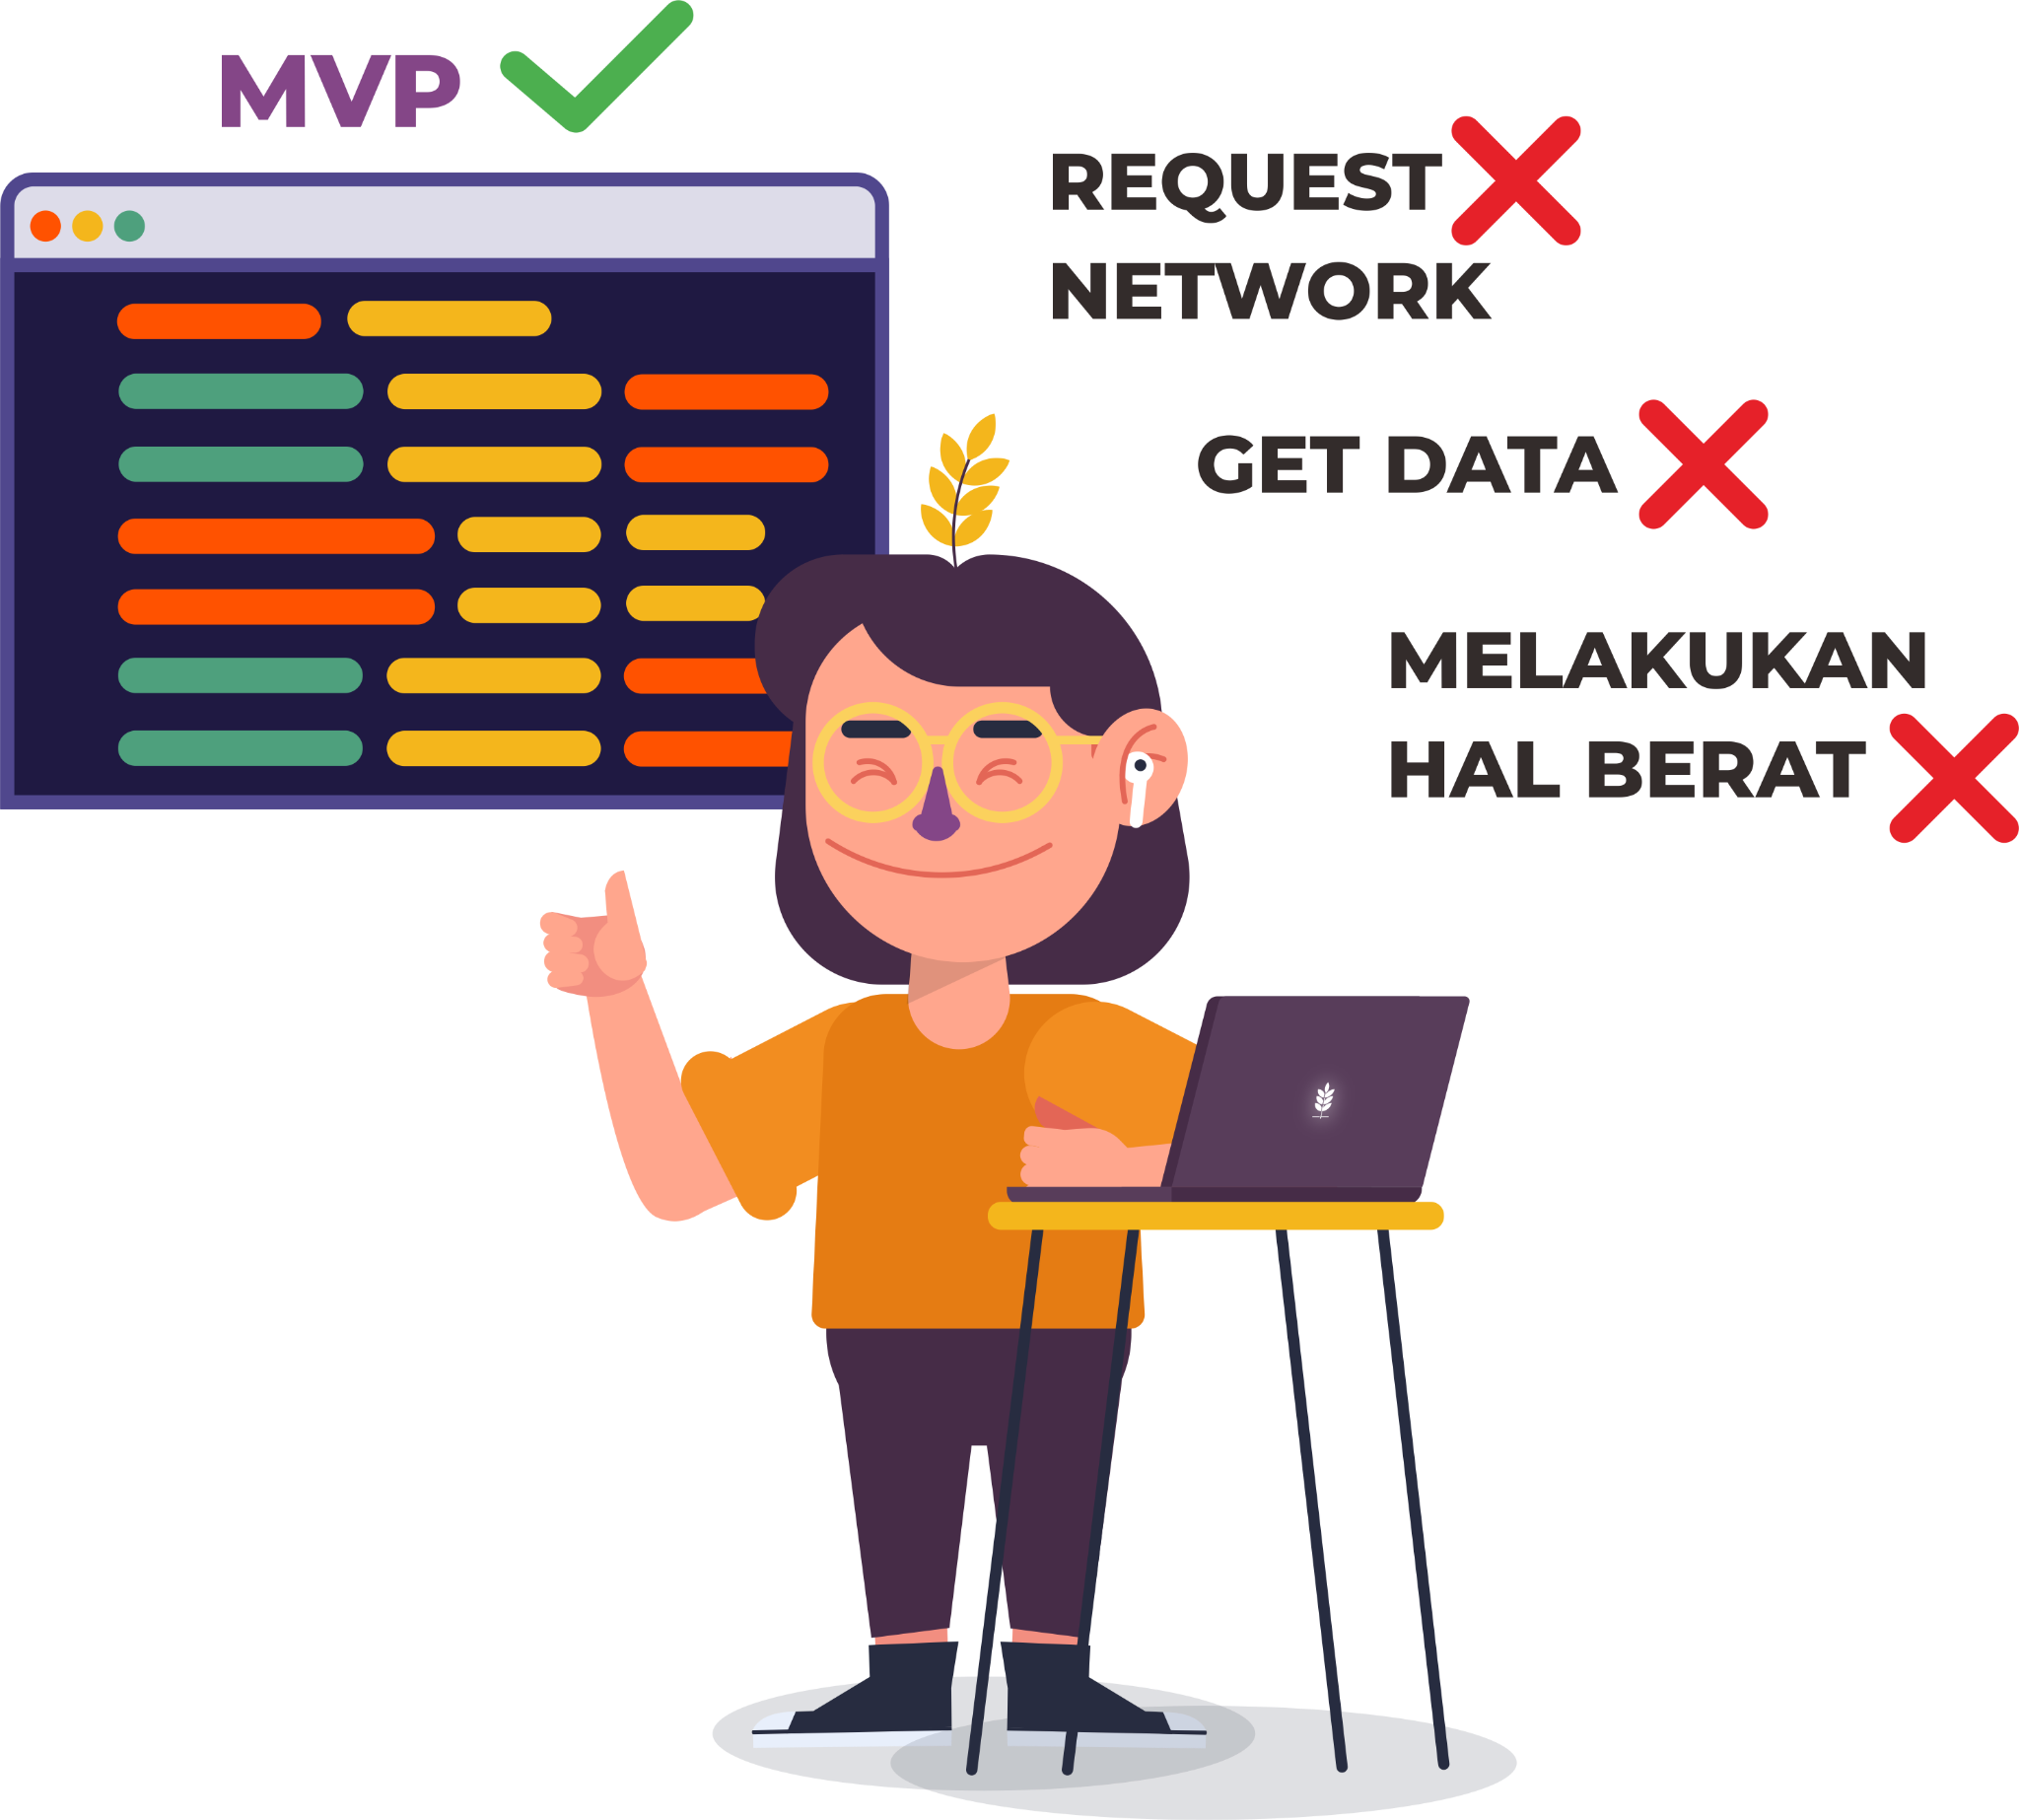 MVP
REQUEST
NETWORK
GET DATA
MELAKUKAN
HAL BERAT